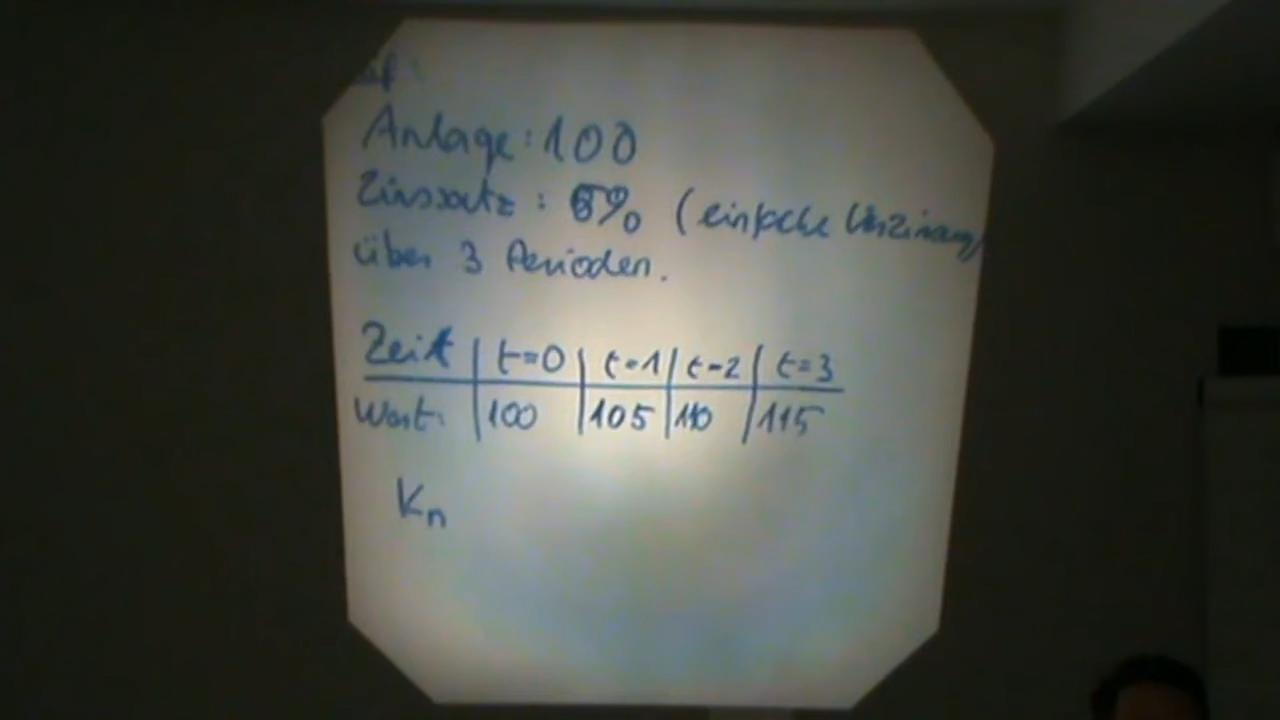 Anlage: 100
Zinssatz: 5% (einfache Verzinsung
über 3 Perioden.
Zeit t=0 t=1 t=2 t=3
Wert: 100 105 110 115
Kn